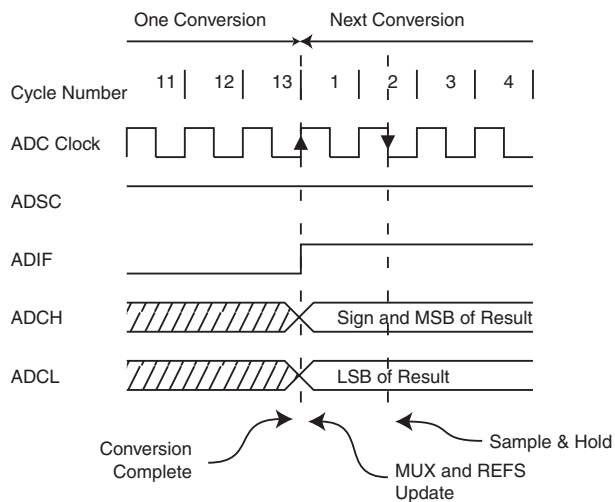 One Conversion Next Conversion
Cycle Number 11 12 13 1 2 3 4
ADC Clock
ADSC
ADIF
ADCH Sign and MSB of Result
ADCL LSB of Result
Conversion
Complete
MUX and REFS
Update
Sample & Hold